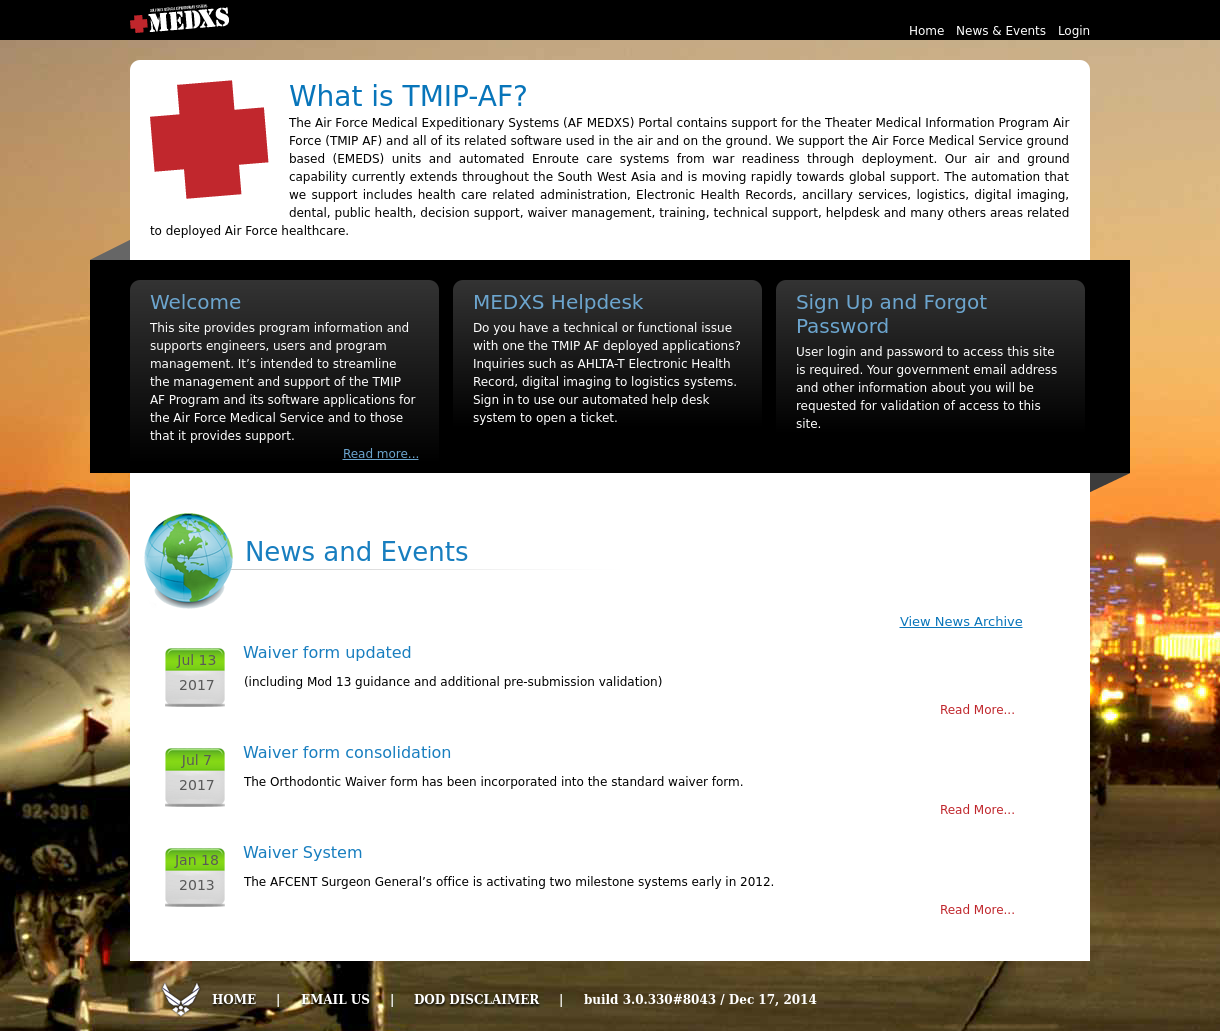 MEDXS
Home News & Events Login
What is TMIP-AF?
The Air Force Medical Expeditionary Systems (AF MEDXS) Portal contains support for the Theater Medical Information Program Air
Force (TMIP AF) and all of its related software used in the air and on the ground. We support the Air Force Medical Service ground
based (EMEDS) units and automated Enroute care systems from war readiness through deployment. Our air and ground
capability currently extends throughout the South West Asia and is moving rapidly towards global support. The automation that
we support includes health care related administration, Electronic Health Records, ancillary services, logistics, digital imaging,
dental, public health, decision support, waiver management, training, technical support, helpdesk and many others areas related
to deployed Air Force healthcare.
Welcome
This site provides program information and
supports engineers, users and program
management. It’s intended to streamline
the management and support of the TMIP
AF Program and its software applications for
the Air Force Medical Service and to those
that it provides support.
Read more...
MEDXS Helpdesk
Do you have a technical or functional issue
with one the TMIP AF deployed applications?
Inquiries such as AHLTA-T Electronic Health
Record, digital imaging to logistics systems.
Sign in to use our automated help desk
system to open a ticket.
Sign Up and Forgot
Password
User login and password to access this site
is required. Your government email address
and other information about you will be
requested for validation of access to this
site.
News and Events
View News Archive
Jul 13
2017
Waiver form updated
(including Mod 13 guidance and additional pre-submission validation)
Read More...
Jul 7
2017
Waiver form consolidation
The Orthodontic Waiver form has been incorporated into the standard waiver form.
Read More...
Jan 18
2013
Waiver System
The AFCENT Surgeon General’s office is activating two milestone systems early in 2012.
Read More...
92-3918
HOME | EMAIL US | DOD DISCLAIMER | build 3.0.330#8043 / Dec 17, 2014